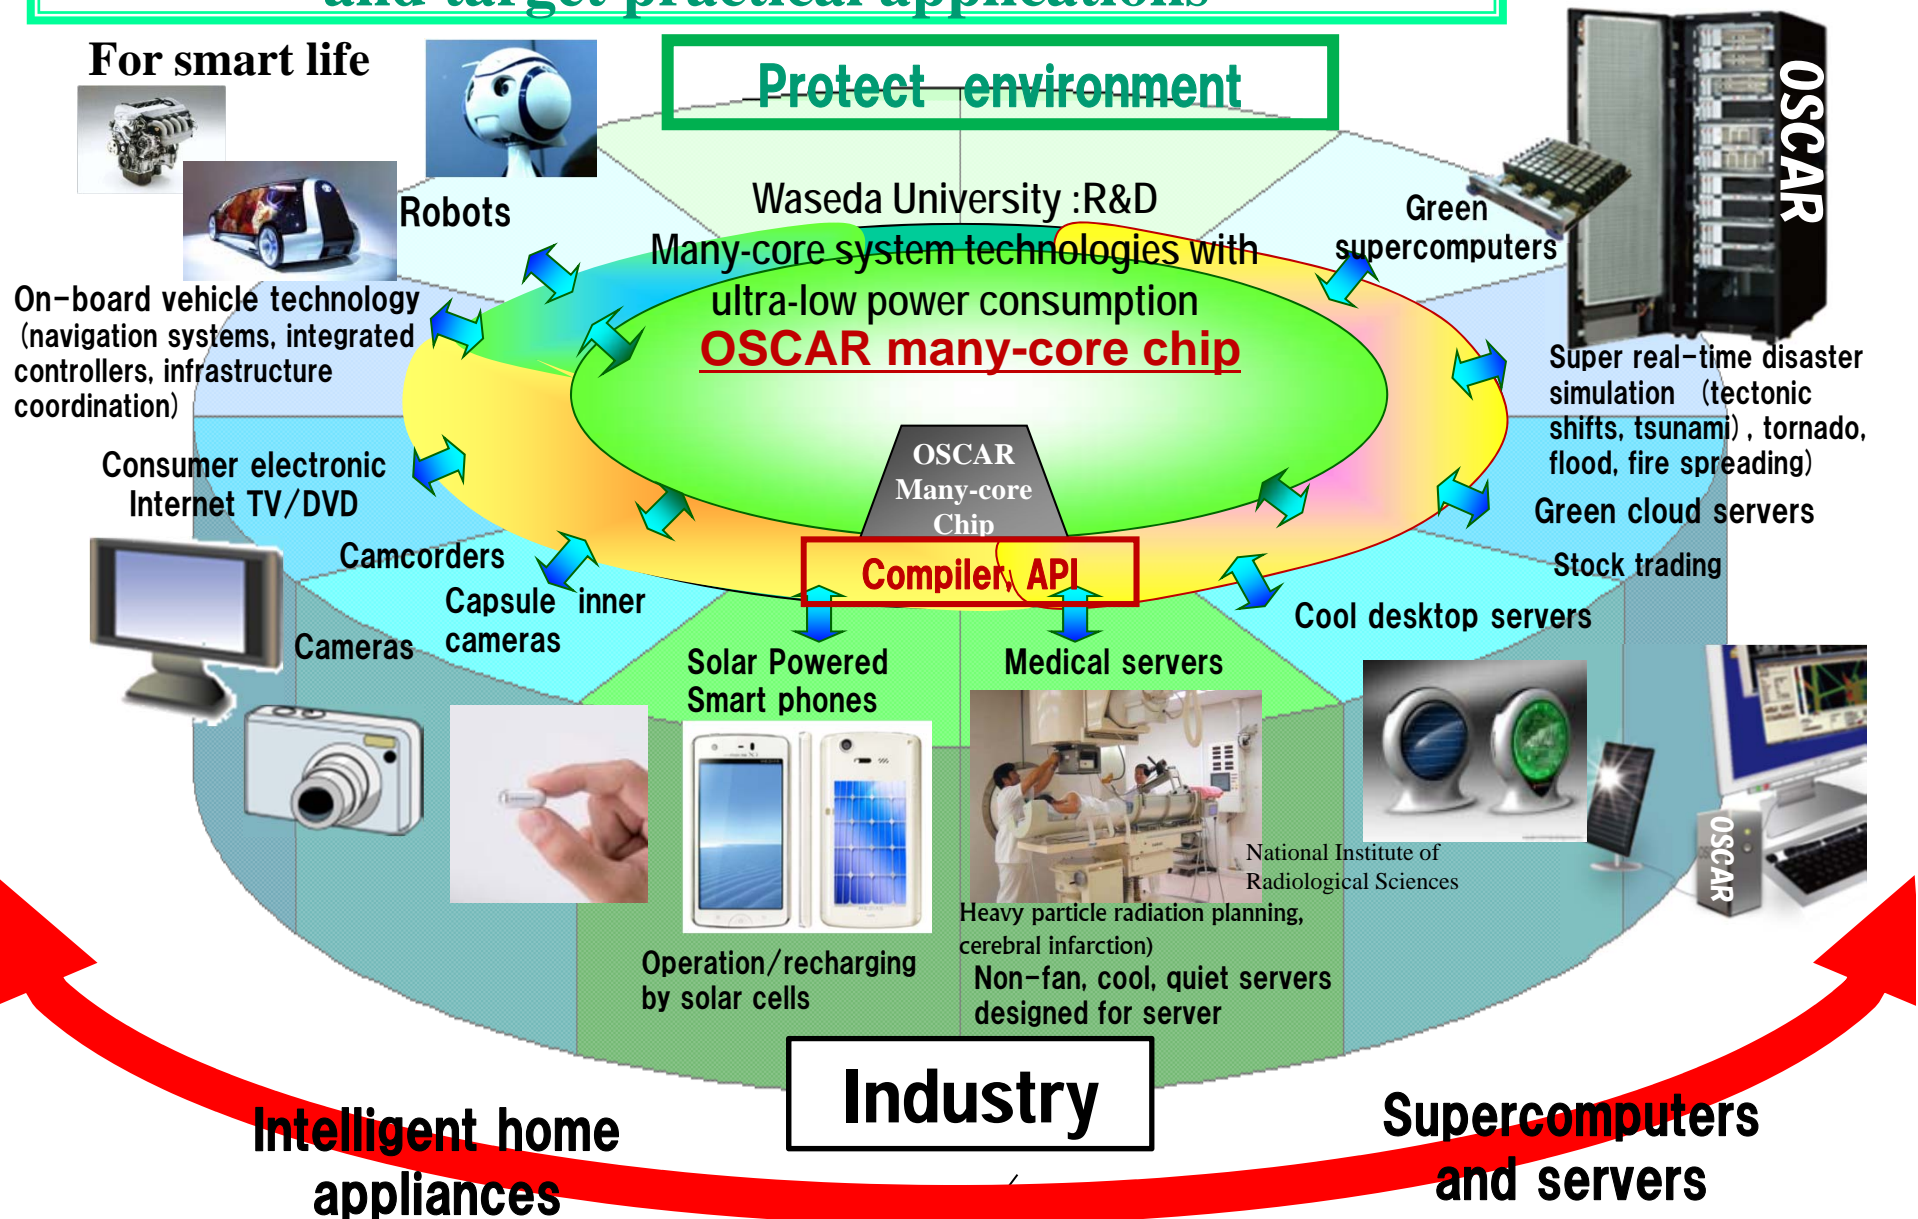 and target practical applications
For smart life
Protect environment
OSCAR
Robots
Waseda University :R&D
Many-core system technologies with
ultra-low power consumption
OSCAR many-core chip
Green
supercomputers
On-board vehicle technology
(navigation systems, integrated
controllers, infrastructure
coordination)
Super real-time disaster
simulation (tectonic
shifts, tsunami), tornado,
flood, fire spreading)
Consumer electronic
Internet TV/DVD
OSCAR
Many-core
Chip
Green cloud servers
Camcorders
Compiler, API
Stock trading
Capsule inner
cameras
Cool desktop servers
Cameras
Solar Powered
Smart phones
Medical servers
OSCAR
National Institute of
Radiological Sciences
Heavy particle radiation planning,
cerebral infarction)
Operation/recharging
by solar cells
Non-fan, cool, quiet servers
designed for server
Industry
Intelligent home
appliances
Supercomputers
and servers